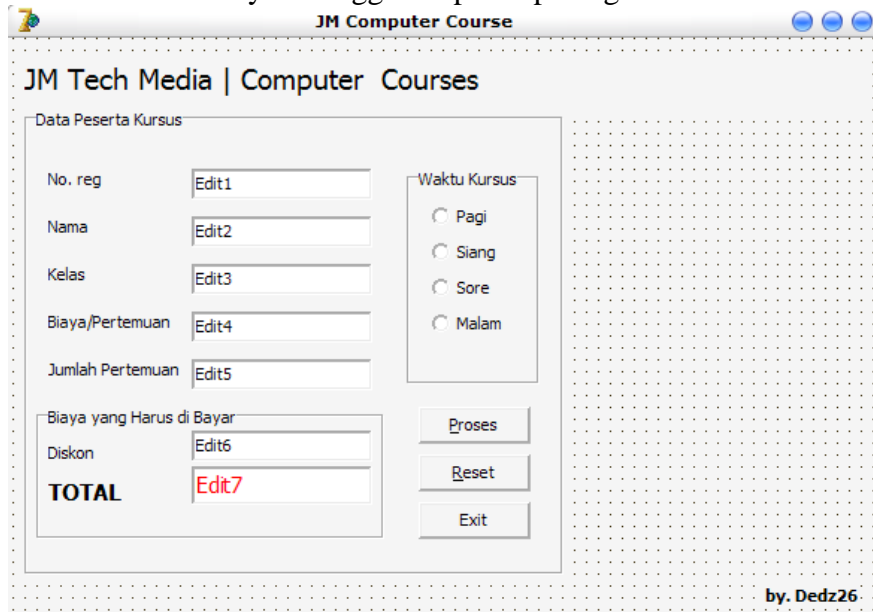 JM Computer Course
JM Tech Media | Computer Courses
Data Peserta Kursus
No. reg Edit1
Nama Edit2
Kelas Edit3
Biaya/Pertemuan Edit4
Jumlah Pertemuan Edit5
Waktu Kursus
Pagi
Siang
Sore
Malam
Biaya yang Harus di Bayar
Diskon Edit6
TOTAL Edit7
Proses
Reset
Exit
by. Dedz26